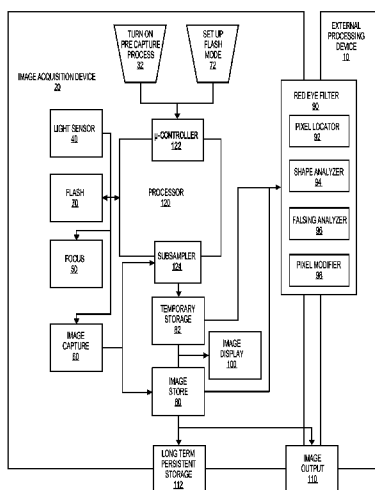 TURN ON
PRE CAPTURE
PROCESS
32
SET UP
FLASH
MODE
72
EXTERNAL
PROCESSING
DEVICE
10
IMAGE ACQUISITION DEVICE
20
RED EYE FILTER
90
LIGHT SENSOR
40
µ-CONTROLLER
122
PIXEL LOCATOR
92
SHAPE ANALYZER
94
FLASH
70
PROCESSOR
120
FALSING ANALYZER
96
FOCUS
50
SUBSAMPLER
124
PIXEL MODIFIER
98
TEMPORARY
STORAGE
82
IMAGE
CAPTURE
60
IMAGE
DISPLAY
100
IMAGE
STORE
80
LONG TERM
PERSISTENT
STORAGE
112
IMAGE
OUTPUT
110